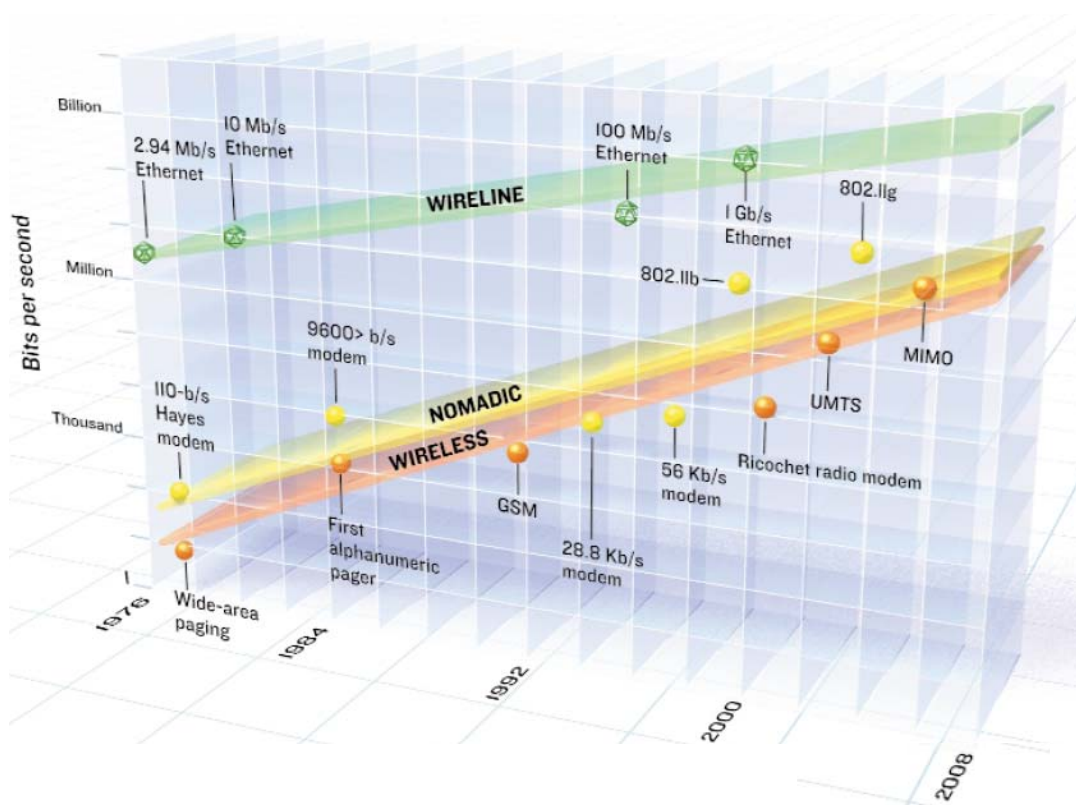 Billion
10 Mb/s
Ethernet
2.94 Mb/s
Ethernet
100 Mb/s
Ethernet
WIRELINE
802.11g
1 Gb/s
Ethernet
Million
802.11b
Bits per second
9600> b/s
modem
MIMO
110-b/s
Hayes
modem
NOMADIC
UMTS
Thousand
WIRELESS
Ricochet radio modem
56 Kb/s
modem
GSM
First
alphanumeric
pager
28.8 Kb/s
modem
Wide-area
paging
1976
1984
1992
2000
2008